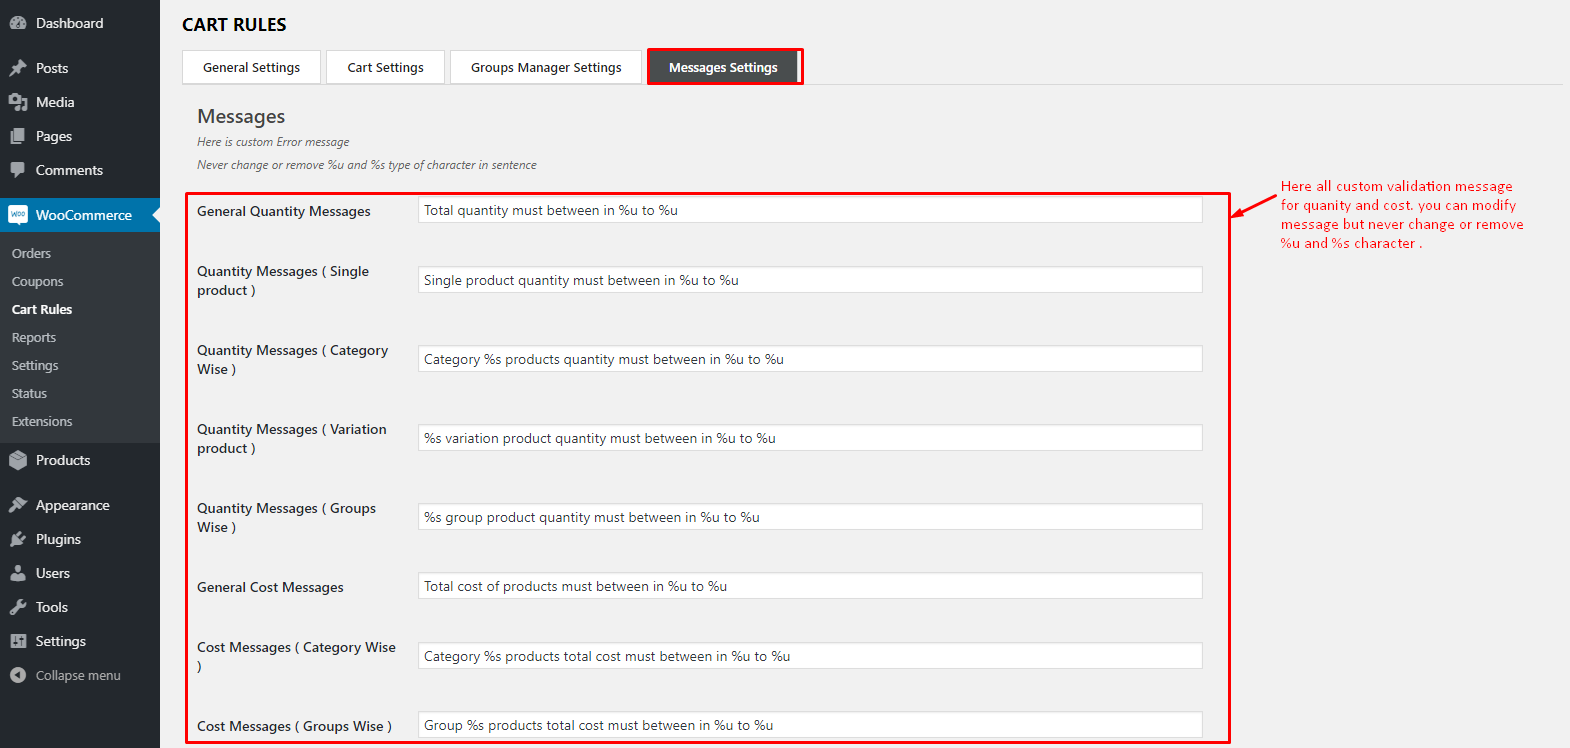 Dashboard
Posts
Media
Pages
Comments
WOO WooCommerce
Orders
Coupons
Cart Rules
Reports
Settings
Status
Extensions
Products
Appearance
Plugins
Users
Tools
Settings
Collapse menu
CART RULES
General Settings Cart Settings Groups Manager Settings Messages Settings
Messages
Here is custom Error message
Never change or remove %u and %s type of character in sentence
General Quantity Messages Total quantity must between in %u to %u
Quantity Messages ( Single
product )
Single product quantity must between in %u to %u
Quantity Messages ( Category
Wise )
Category %s products quantity must between in %u to %u
Quantity Messages ( Variation
product )
%s variation product quantity must between in %u to %u
Quantity Messages ( Groups
Wise )
%s group product quantity must between in %u to %u
General Cost Messages Total cost of products must between in %u to %u
Cost Messages ( Category Wise
)
Category %s products total cost must between in %u to %u
Cost Messages ( Groups Wise ) Group %s products total cost must between in %u to %u
Here all custom validation message
for quanity and cost. you can modify
message but never change or remove
%u and %s character .